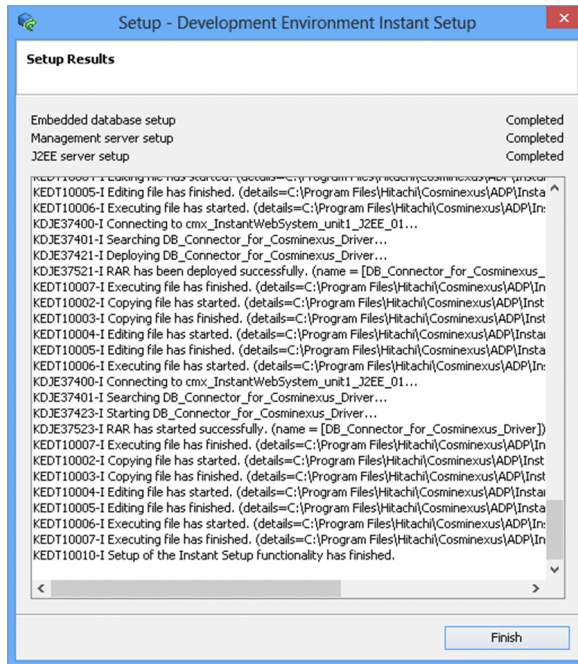 Setup - Development Environment Instant Setup
Setup Results
Embedded database setup Completed
Management server setup Completed
J2EE server setup Completed
KEDT10005-I Editing file has finished. (details=C:\Program Files\Hitachi\Cosminexus\ADP\Insta
KEDT10006-I Executing file has started. (details=C:\Program Files\Hitachi\Cosminexus\ADP\In:
KDJE37400-I Connecting to cmx_InstantWebSystem_unit1_J2EE_01...
KDJE37401-I Searching DB_Connector_for_Cosminexus_Driver...
KDJE37421-I Deploying DB_Connector_for_Cosminexus_Driver...
KDJE37521-I RAR has been deployed successfully. (name = [DB_Connector_for_Cosminexus_
KEDT10007-I Executing file has finished. (details=C:\Program Files\Hitachi\Cosminexus\ADP\In
KEDT10002-I Copying file has started. (details=C:\Program Files\Hitachi\Cosminexus\ADP\Inst
KEDT10003-I Copying file has finished. (details=C:\Program Files\Hitachi\Cosminexus\ADP\Inst
KEDT10004-I Editing file has started. (details=C:\Program Files\Hitachi\Cosminexus\ADP\Instai
KEDT10005-I Editing file has finished. (details=C:\Program Files\Hitachi\Cosminexus\ADP\Insta
KEDT10006-I Executing file has started. (details=C:\Program Files\Hitachi\Cosminexus\ADP\In:
KDJE37400-I Connecting to cmx_InstantWebSystem_unit1_J2EE_01...
KDJE37401-I Searching DB_Connector_for_Cosminexus_Driver...
KDJE37423-I Starting DB_Connector_for_Cosminexus_Driver...
KDJE37523-I RAR has started successfully. (name = [DB_Connector_for_Cosminexus_Driver])
KEDT10007-I Executing file has finished. (details=C:\Program Files\Hitachi\Cosminexus\ADP\In
KEDT10002-I Copying file has started. (details=C:\Program Files\Hitachi\Cosminexus\ADP\Inst
KEDT10003-I Copying file has finished. (details=C:\Program Files\Hitachi\Cosminexus\ADP\Inst
KEDT10004-I Editing file has started. (details=C:\Program Files\Hitachi\Cosminexus\ADP\Instai
KEDT10005-I Editing file has finished. (details=C:\Program Files\Hitachi\Cosminexus\ADP\Insta
KEDT10006-I Executing file has started. (details=C:\Program Files\Hitachi\Cosminexus\ADP\In:
KEDT10007-I Executing file has finished. (details=C:\Program Files\Hitachi\Cosminexus\ADP\In
KEDT10010-I Setup of the Instant Setup functionality has finished.
Finish